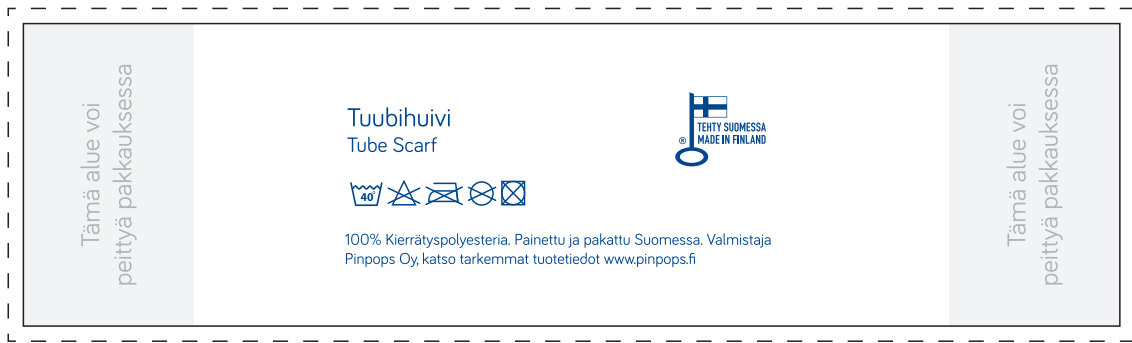 Tämä alue voi
peittyä pakkauksessa
Tuubihuivi
Tube Scarf
® TEHTY SUOMESSA
MADE IN FINLAND
40°
100% Kierrätyspolyesteria. Painettu ja pakattu Suomessa. Valmistaja
Pinpops Oy, katso tarkemmat tuotetiedot www.pinpops.fi
Tämä alue voi
peittyä pakkauksessa